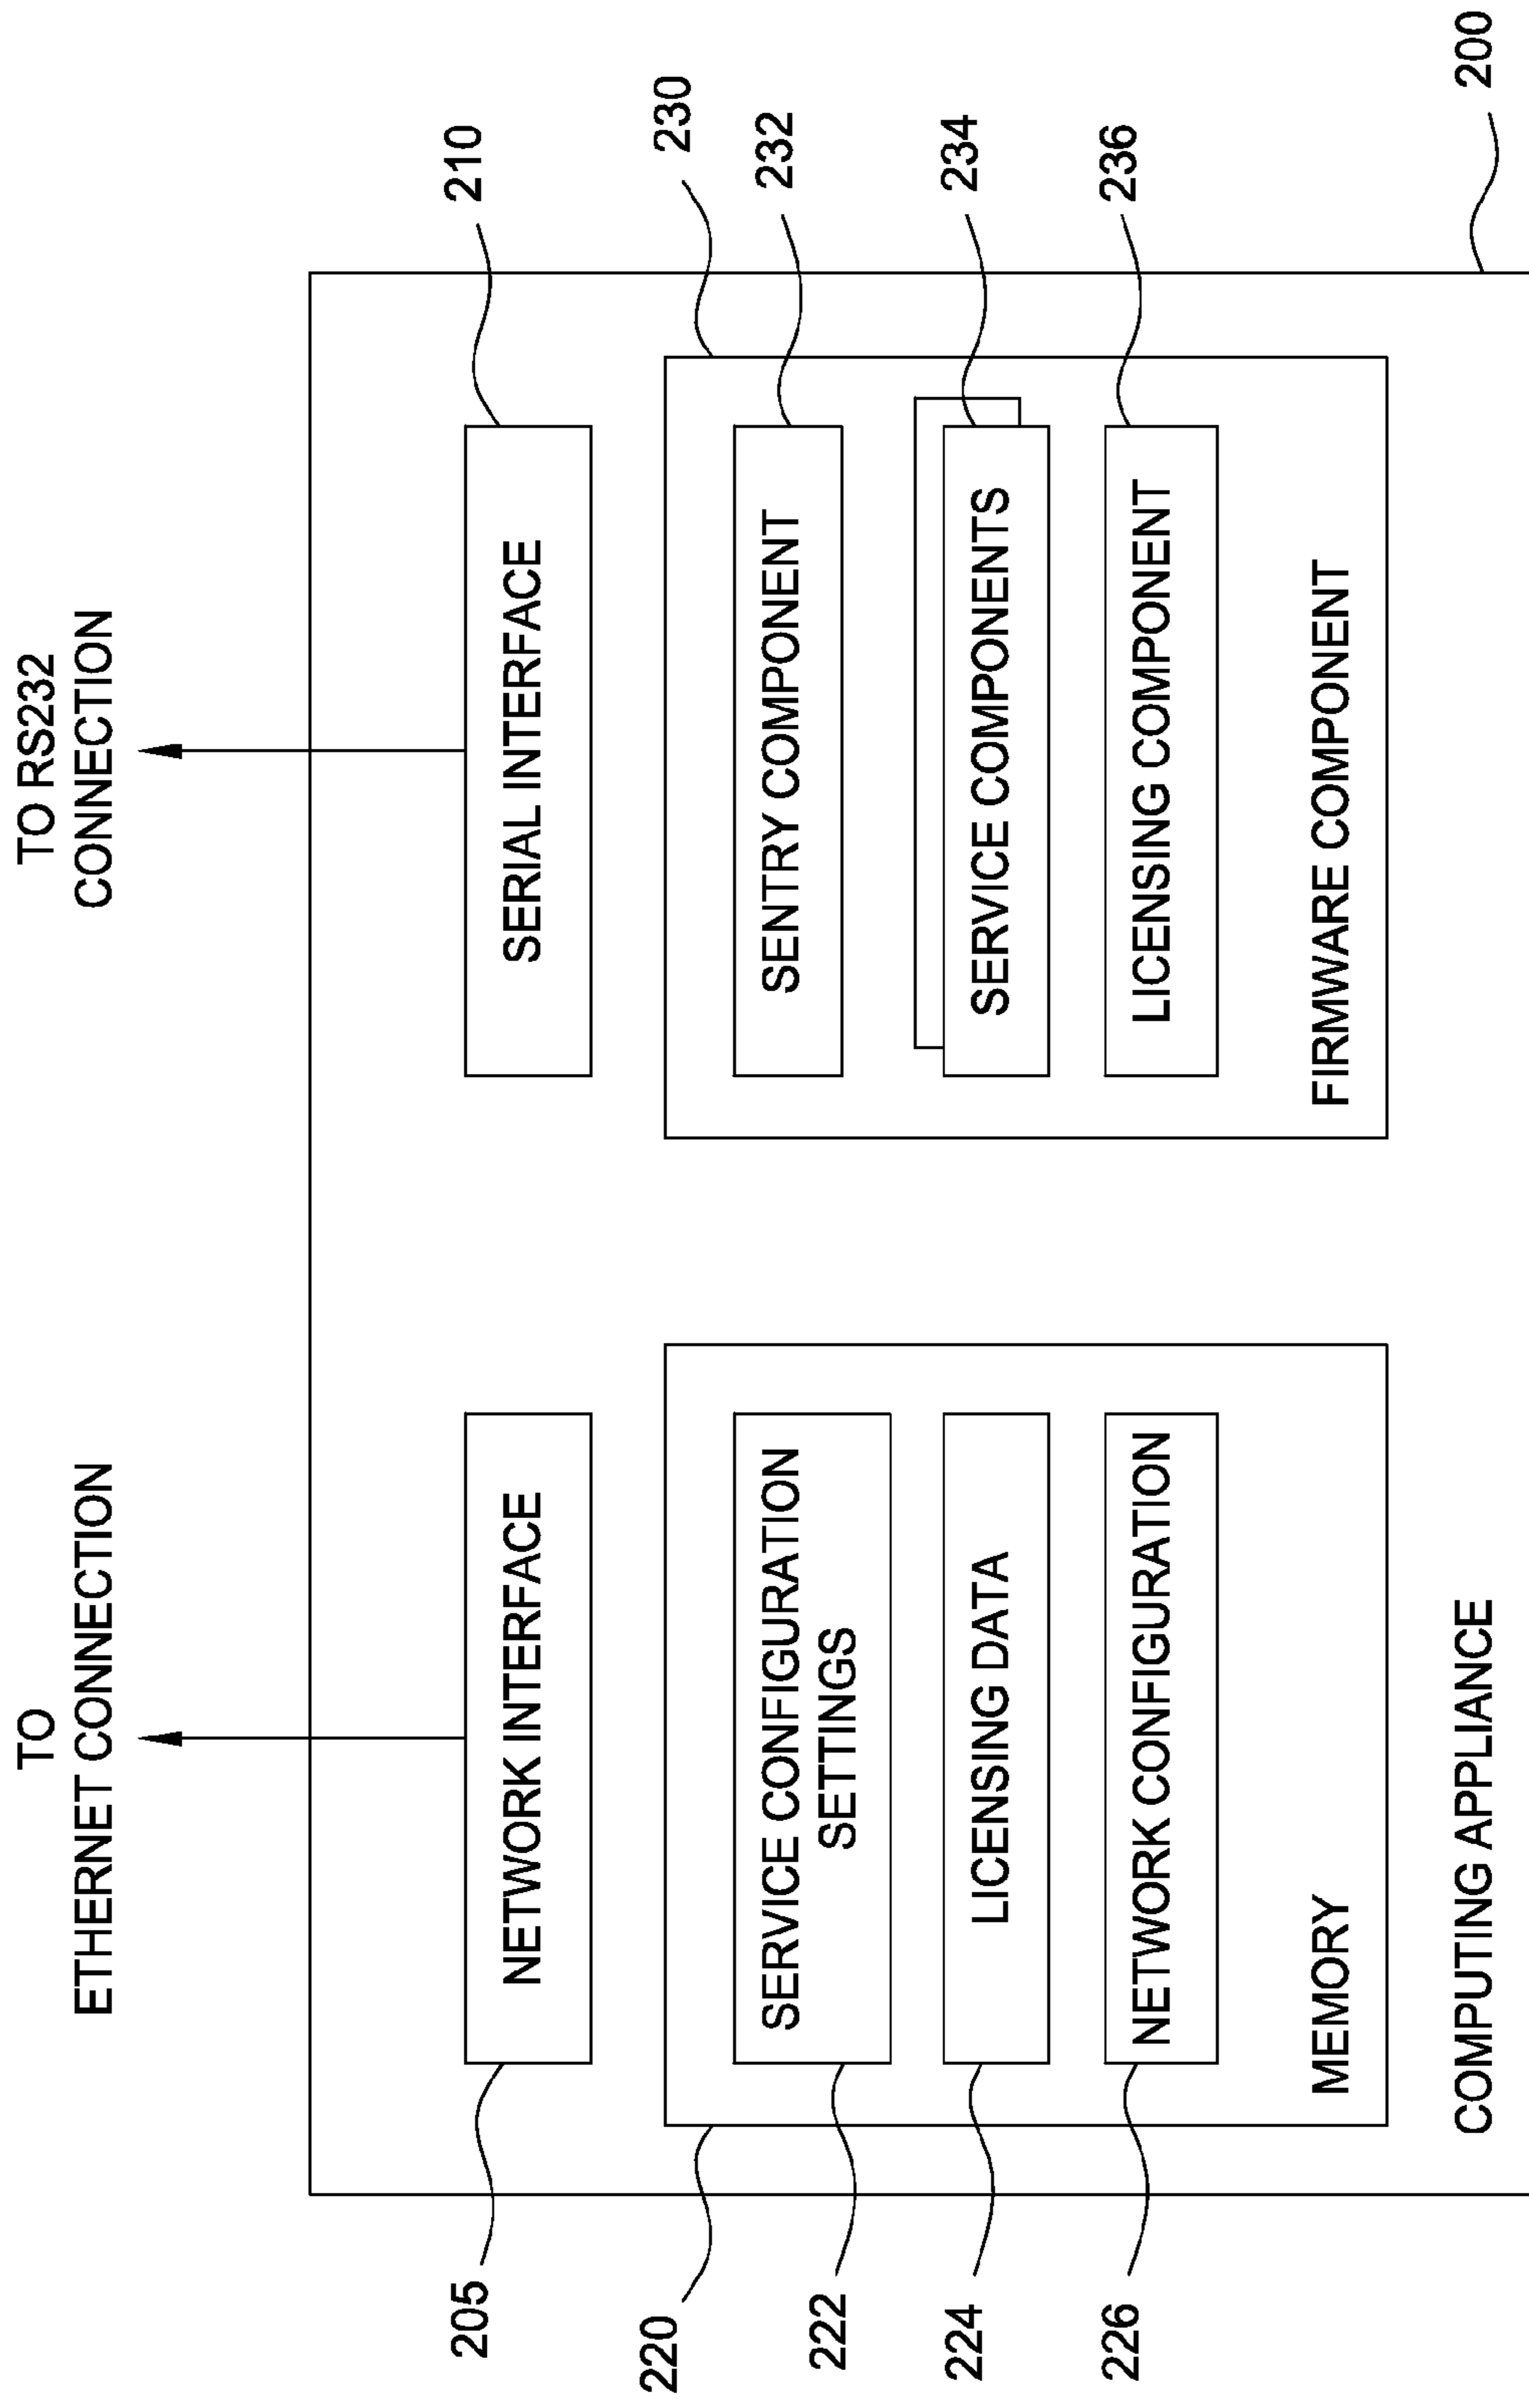 TO
ETHERNET CONNECTION
TO RS232
CONNECTION
205
NETWORK INTERFACE
SERIAL INTERFACE
210
220
230
222
SERVICE CONFIGURATION
SETTINGS
SENTRY COMPONENT
232
224
LICENSING DATA
SERVICE COMPONENTS
234
226
NETWORK CONFIGURATION
LICENSING COMPONENT
236
MEMORY
FIRMWARE COMPONENT
COMPUTING APPLIANCE
200